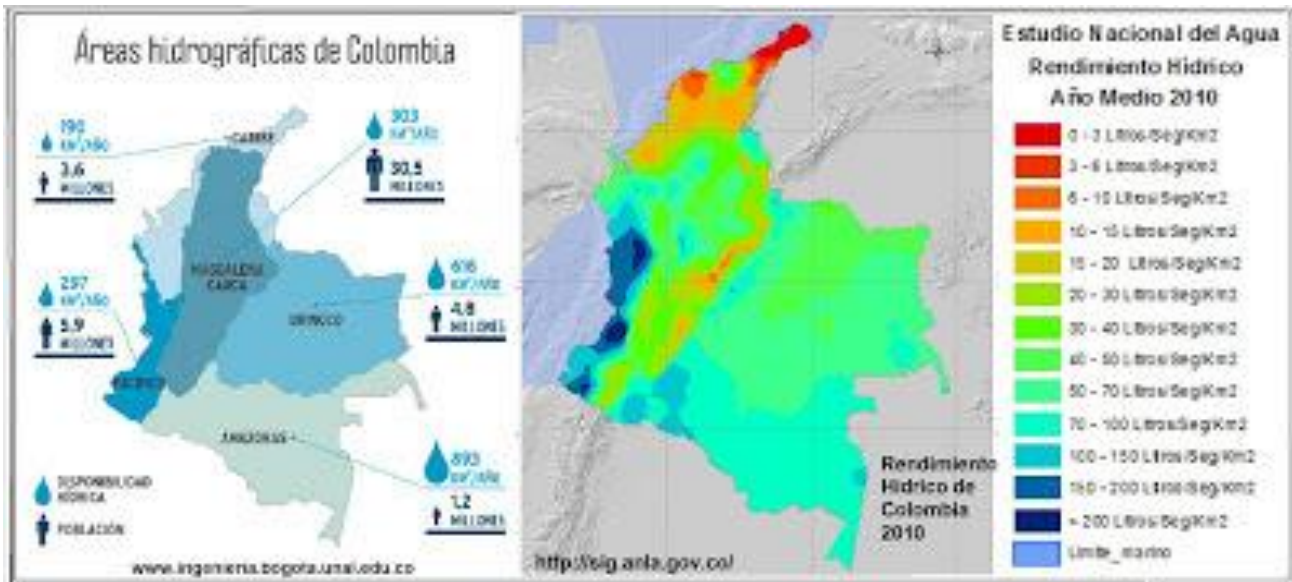 Áreas hidrográficas de Colombia
190
KM³/AÑO
3,6
MILLONES
CARIBE
303
KM³/AÑO
30,5
MILLONES
MAGDALENA
CAUCA
297
KM³/AÑO
5,9
MILLONES
PACÍFICO
ORINOCO
616
KM³/AÑO
4,8
MILLONES
AMAZONAS
893
KM³/AÑO
1,2
MILLONES
DISPONIBILIDAD
HÍDRICA
POBLACIÓN
www.ingenieria.bogota.unal.edu.co
Rendimiento
Hídrico de
Colombia
2010
http://sig.anla.gov.co/
Estudio Nacional del Agua
Rendimiento Hídrico
Año Medio 2010
0 - 3 Litros/Seg/Km2
3 - 6 Litros/Seg/Km2
6 - 10 Litros/Seg/Km2
10 - 15 Litros/Seg/Km2
15 - 20 Litros/Seg/Km2
20 - 30 Litros/Seg/Km2
30 - 40 Litros/Seg/Km2
40 - 50 Litros/Seg/Km2
50 - 70 Litros/Seg/Km2
70 - 100 Litros/Seg/Km2
100 - 150 Litros/Seg/Km2
150 - 200 Litros/Seg/Km2
> 200 Litros/Seg/Km2
Limite_marino